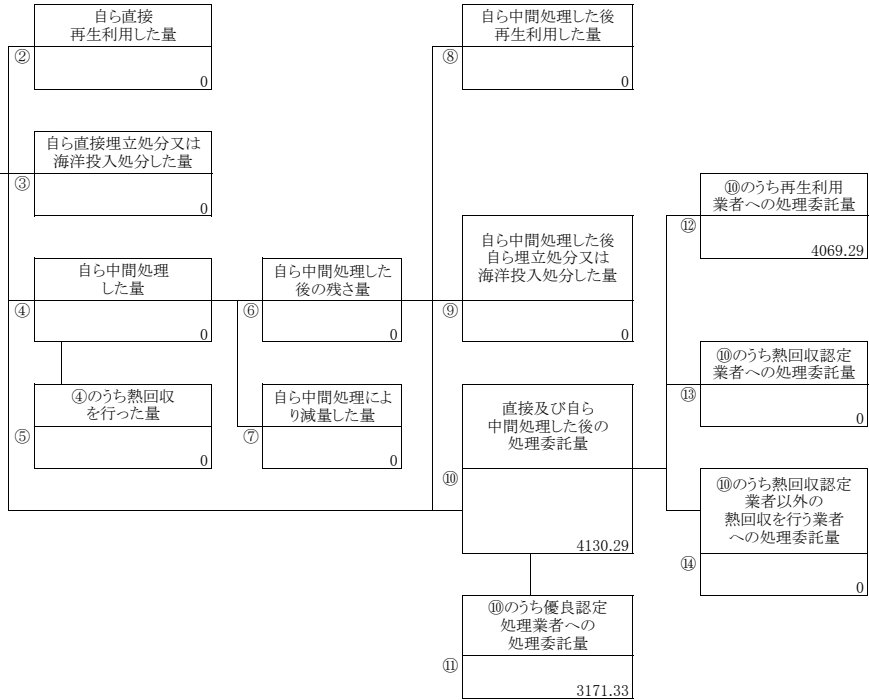 自ら直接
再生利用した量
②
0
自ら直接埋立処分又は
海洋投入処分した量
③
0
自ら中間処理
した量
④
0
④のうち熱回収
を行った量
⑤
0
自ら中間処理した
後の残さ量
⑥
0
自ら中間処理によ
り減量した量
⑦
0
自ら中間処理した後
再生利用した量
⑧
0
自ら中間処理した後
自ら埋立処分又は
海洋投入処分した量
⑨
0
直接及び自ら
中間処理した後の
処理委託量
⑩
4130.29
⑩のうち優良認定
処理業者への
処理委託量
⑪
3171.33
⑩のうち再生利用
業者への処理委託量
⑫
4069.29
⑩のうち熱回収認定
業者への処理委託量
⑬
0
⑩のうち熱回収認定
業者以外の
熱回収を行う業者
への処理委託量
⑭
0